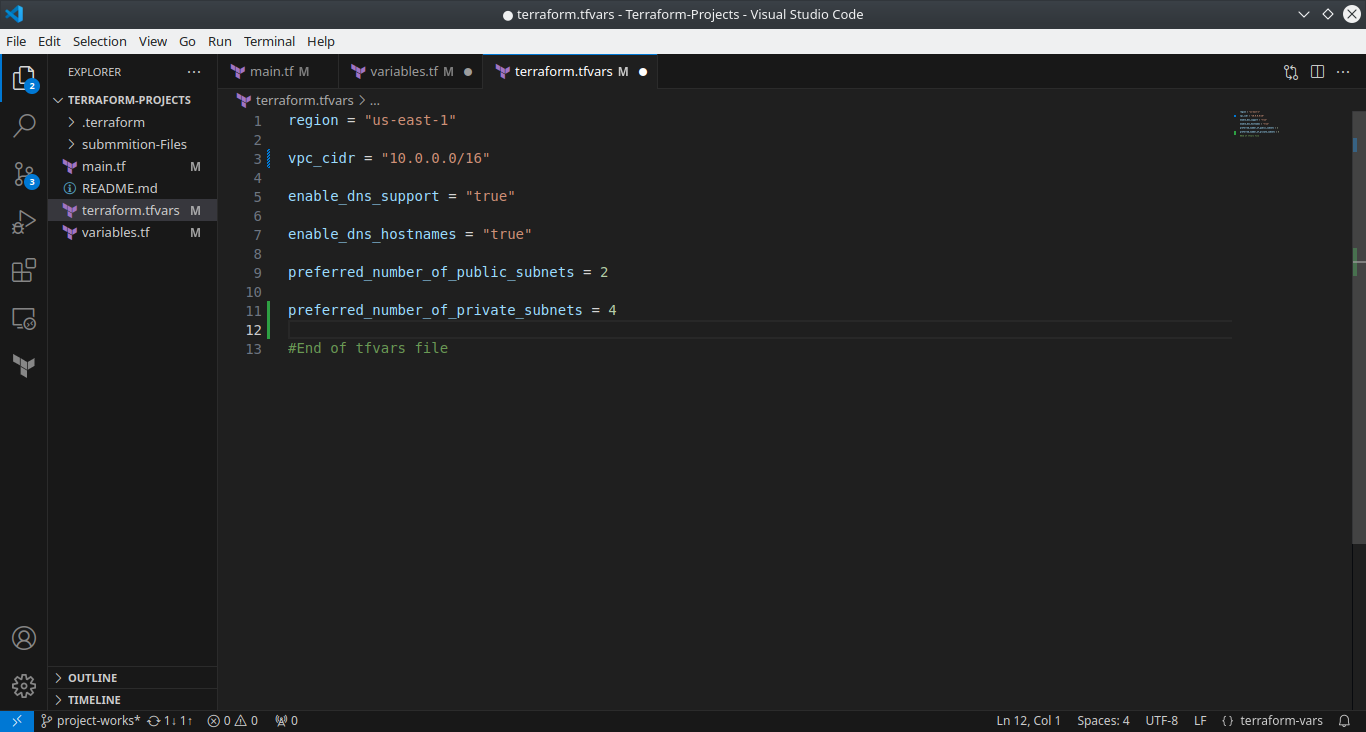 terraform.tfvars - Terraform-Projects - Visual Studio Code
File Edit Selection View Go Run Terminal Help
EXPLORER
main.tf M
variables.tf M
terraform.tfvars M
TERRAFORM-PROJECTS
.terraform
submmition-Files
main.tf M
README.md
terraform.tfvars M
variables.tf M
2
3
terraform.tfvars > ...
1 region = "us-east-1"
2
3 vpc_cidr = "10.0.0.0/16"
4
5 enable_dns_support = "true"
6
7 enable_dns_hostnames = "true"
8
9 preferred_number_of_public_subnets = 2
10
11 preferred_number_of_private_subnets = 4
12
13 #End of tfvars file
OUTLINE
TIMELINE
project-works* 1↓ 1↑ 0 0 0 Ln 12, Col 1 Spaces: 4 UTF-8 LF {} terraform-vars